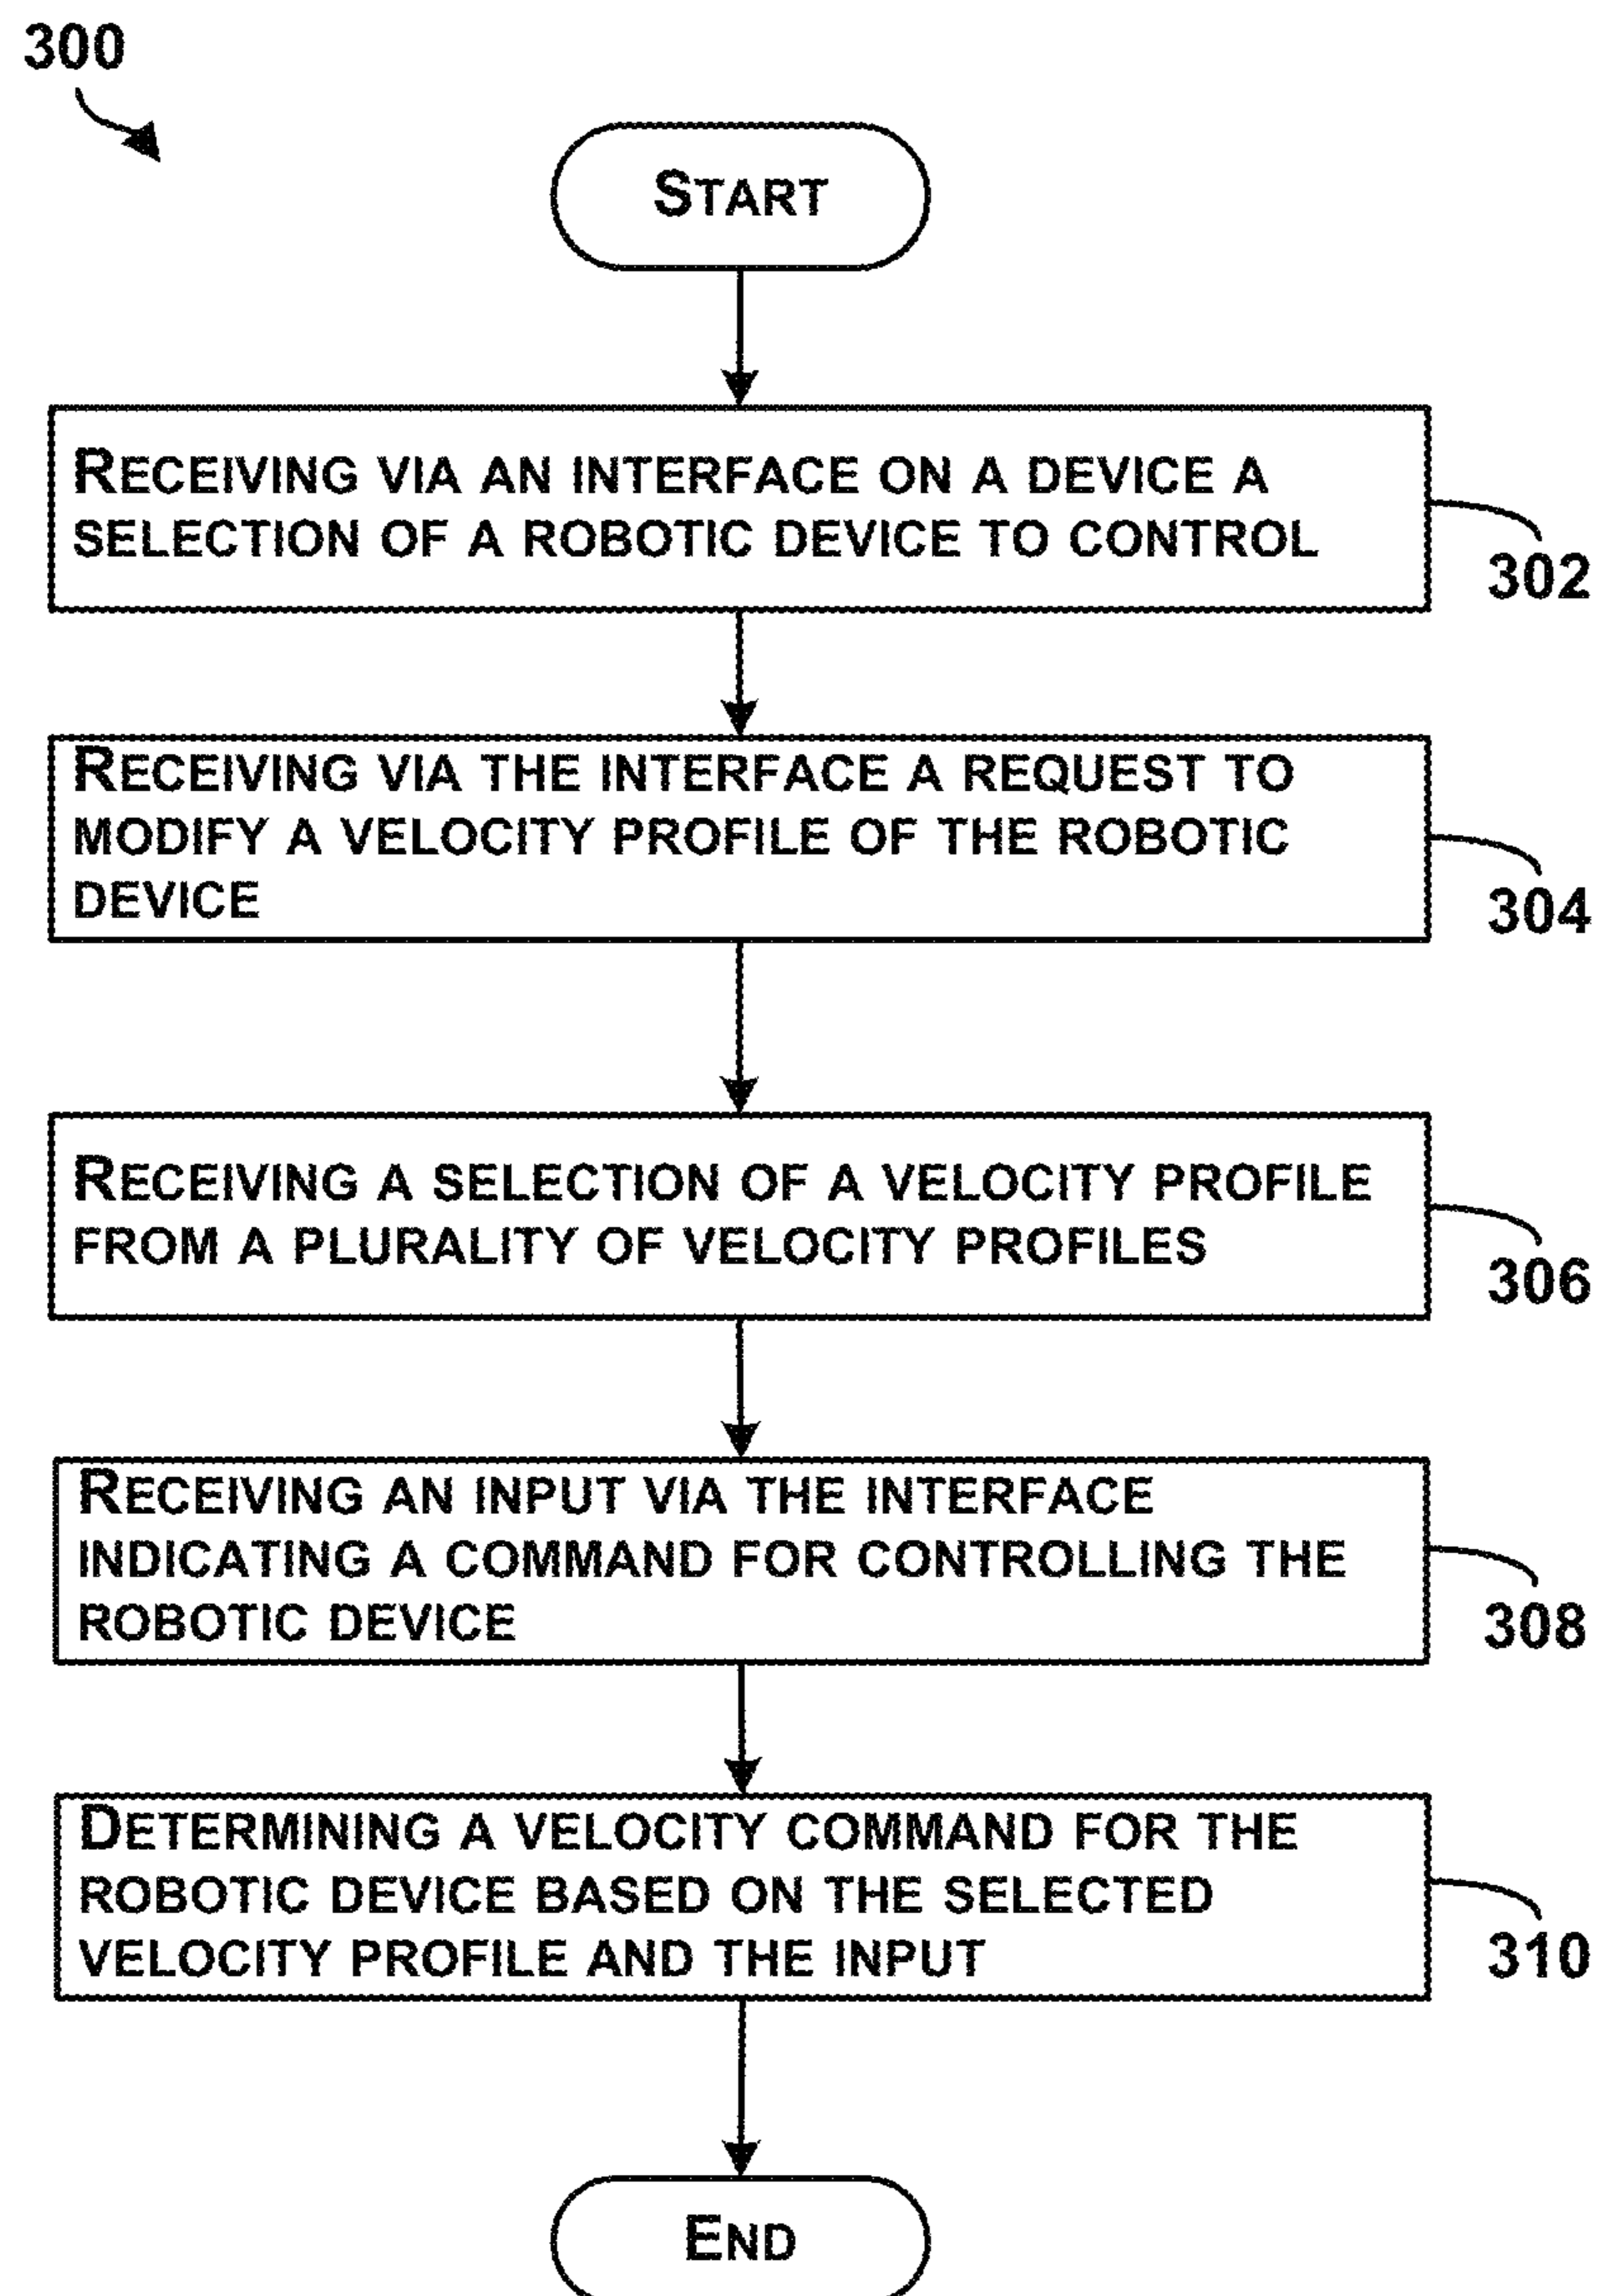 300
START
RECEIVING VIA AN INTERFACE ON A DEVICE A
SELECTION OF A ROBOTIC DEVICE TO CONTROL
302
RECEIVING VIA THE INTERFACE A REQUEST TO
MODIFY A VELOCITY PROFILE OF THE ROBOTIC
DEVICE
304
RECEIVING A SELECTION OF A VELOCITY PROFILE
FROM A PLURALITY OF VELOCITY PROFILES
306
RECEIVING AN INPUT VIA THE INTERFACE
INDICATING A COMMAND FOR CONTROLLING THE
ROBOTIC DEVICE
308
DETERMINING A VELOCITY COMMAND FOR THE
ROBOTIC DEVICE BASED ON THE SELECTED
VELOCITY PROFILE AND THE INPUT
310
END